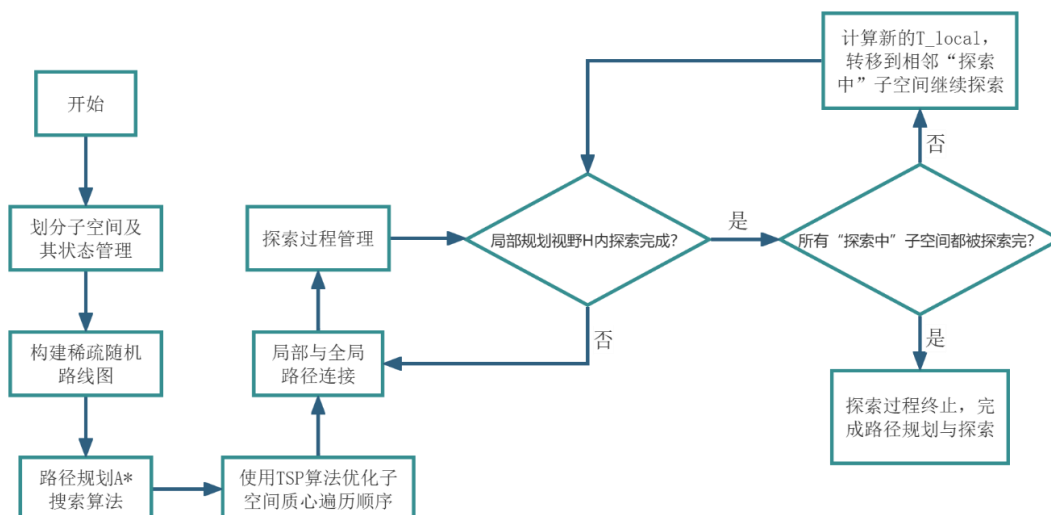 开始
划分子空间及
其状态管理
构建稀疏随机
路线图
路径规划A*
搜索算法
使用TSP算法优化子
空间质心遍历顺序
局部与全局
路径连接
探索过程管理
局部规划视野H内探索完成?
否
是
所有“探索中”子空间都被探索完?
否
计算新的T_local,
转移到相邻“探索
中”子空间继续探索
是
探索过程终止,完
成路径规划与探索